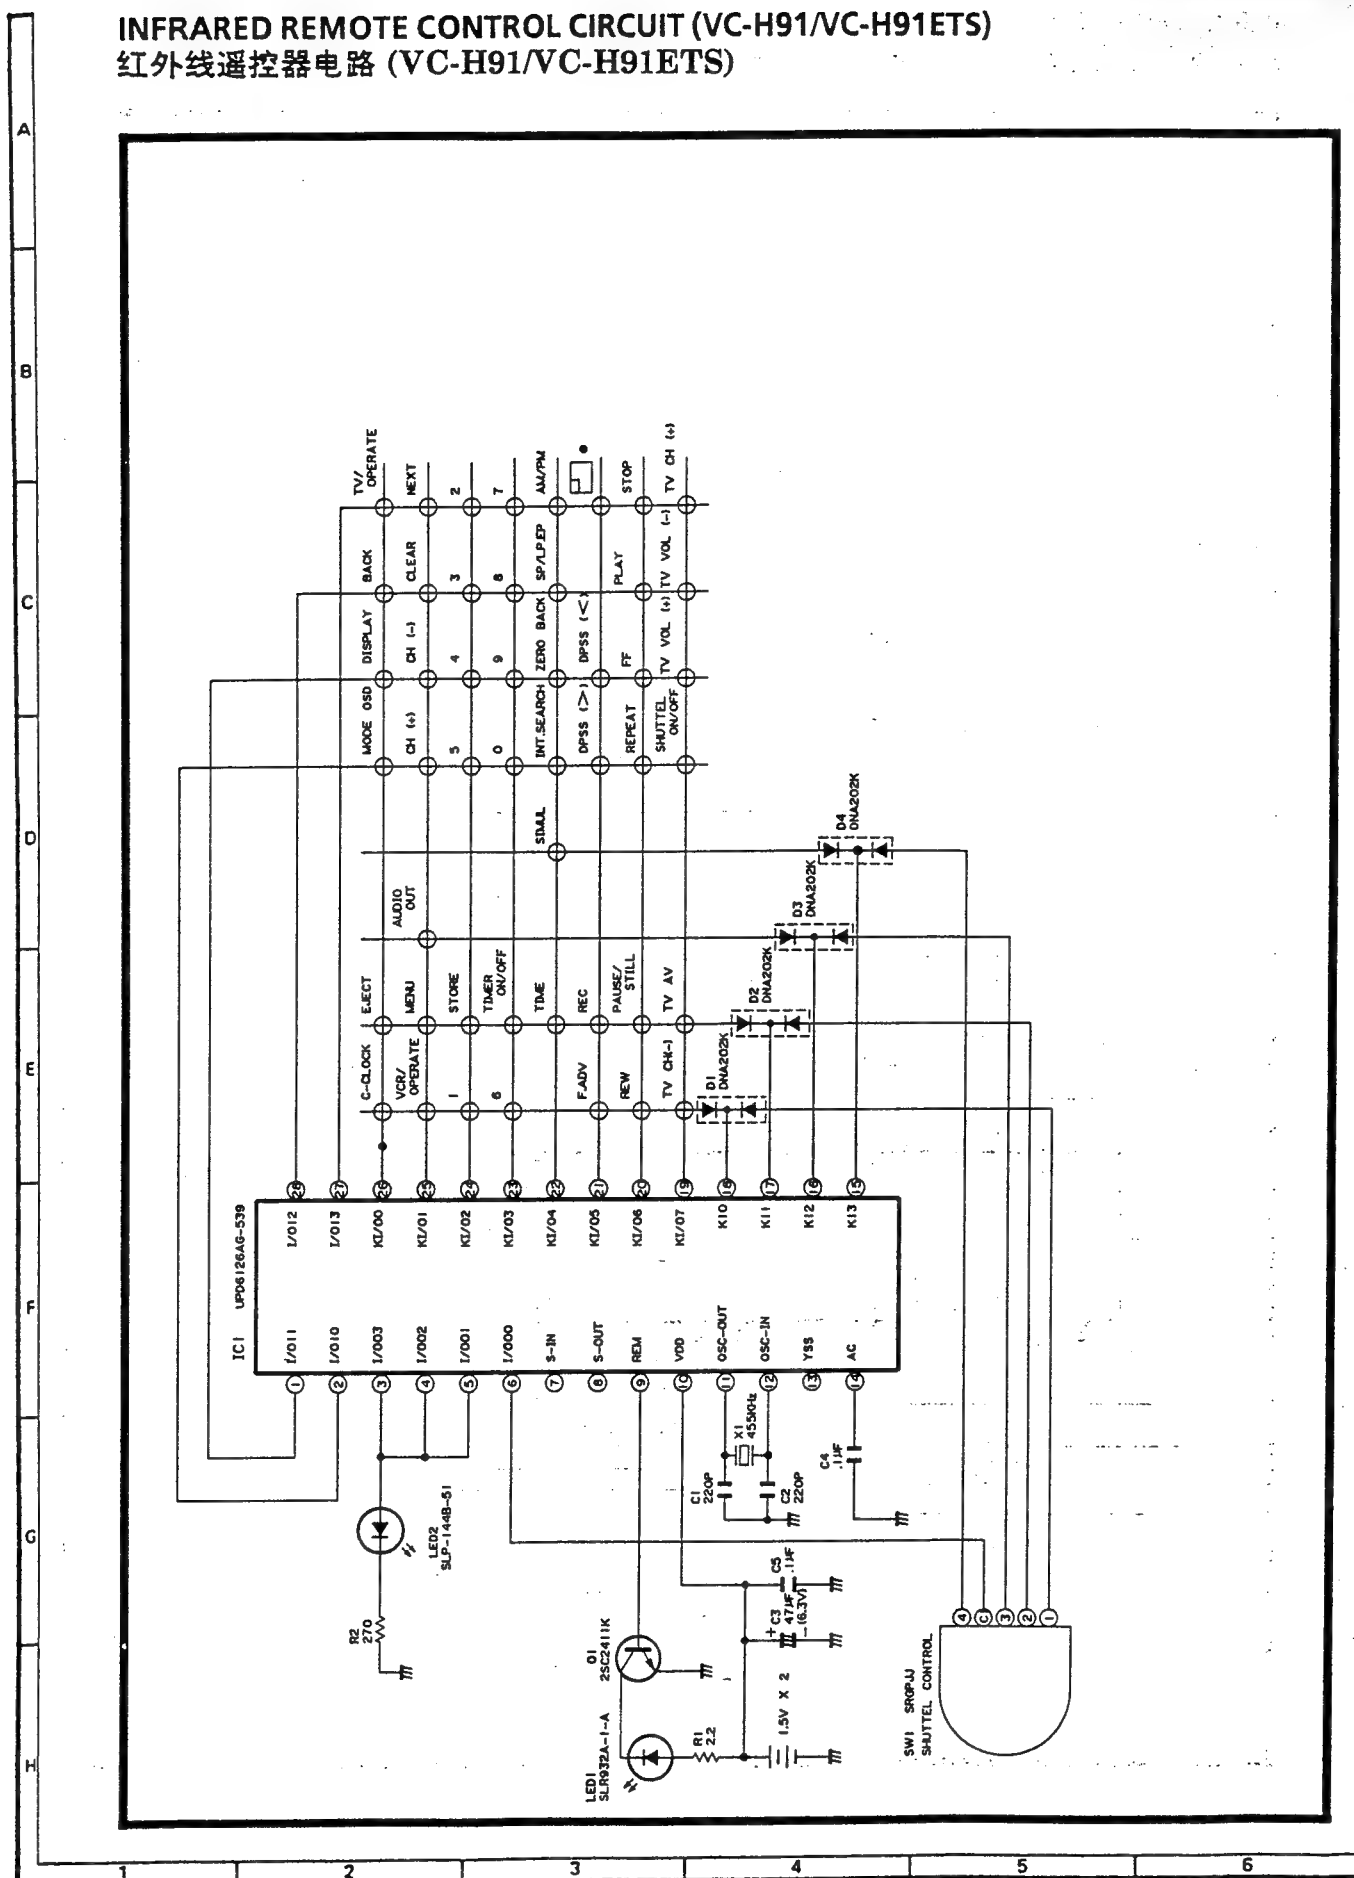 INFRARED REMOTE CONTROL CIRCUIT (VC-H91/VC-H91ETS)
红外线遥控器电路 (VC-H91/VC-H91ETS)
A
B
C
D
E
F
G
H
TV/
OPERATE
NEXT
2
7
AM/PM
STOP
TV CH (+)
BACK
CLEAR
3
8
SP/LP.EP
PLAY
TV VOL (-)
DISPLAY
CH (-)
4
9
ZERO BACK
DPSS (<)
FF
TV VOL (+)
MODE OSD
CH (+)
5
0
INT.SEARCH
DPSS (>)
REPEAT
SHUTTEL
ON/OFF
SIMUL
D4
DNA202K
AUDIO
OUT
D3
DNA202K
EJECT
MENU
STORE
TIMER
ON/OFF
TIME
REC
PAUSE/
STILL
TV AV
D2
DNA202K
C-CLOCK
VCR/
OPERATE
1
6
F.ADV
REW
TV CH(-)
D1
DNA202K
28
27
26
25
24
23
22
21
20
19
18
17
16
15
IC1 UPD6126AG-539
I/O12
I/O13
KI/O0
KI/O1
KI/O2
KI/O3
KI/O4
KI/O5
KI/O6
KI/O7
K10
K11
K12
K13
I/O11
I/O10
I/O03
I/O02
I/O01
I/O00
S-IN
S-OUT
REM
VDD
OSC-OUT
OSC-IN
YSS
AC
1
2
3
4
5
6
7
8
9
10
11
12
13
14
X1
455KHz
C1
220P
C2
220P
C4
.1µF
LED2
SLP-144B-51
R2
270
C5
.1µF
C3
47µF
(6.3V)
+
-
Q1
2SC2411K
1.5V X 2
R1
2.2
LED1
SLR932A-1-A
4
C
3
2
1
SW1 SROPJJ
SHUTTEL CONTROL
1
2
3
4
5
6